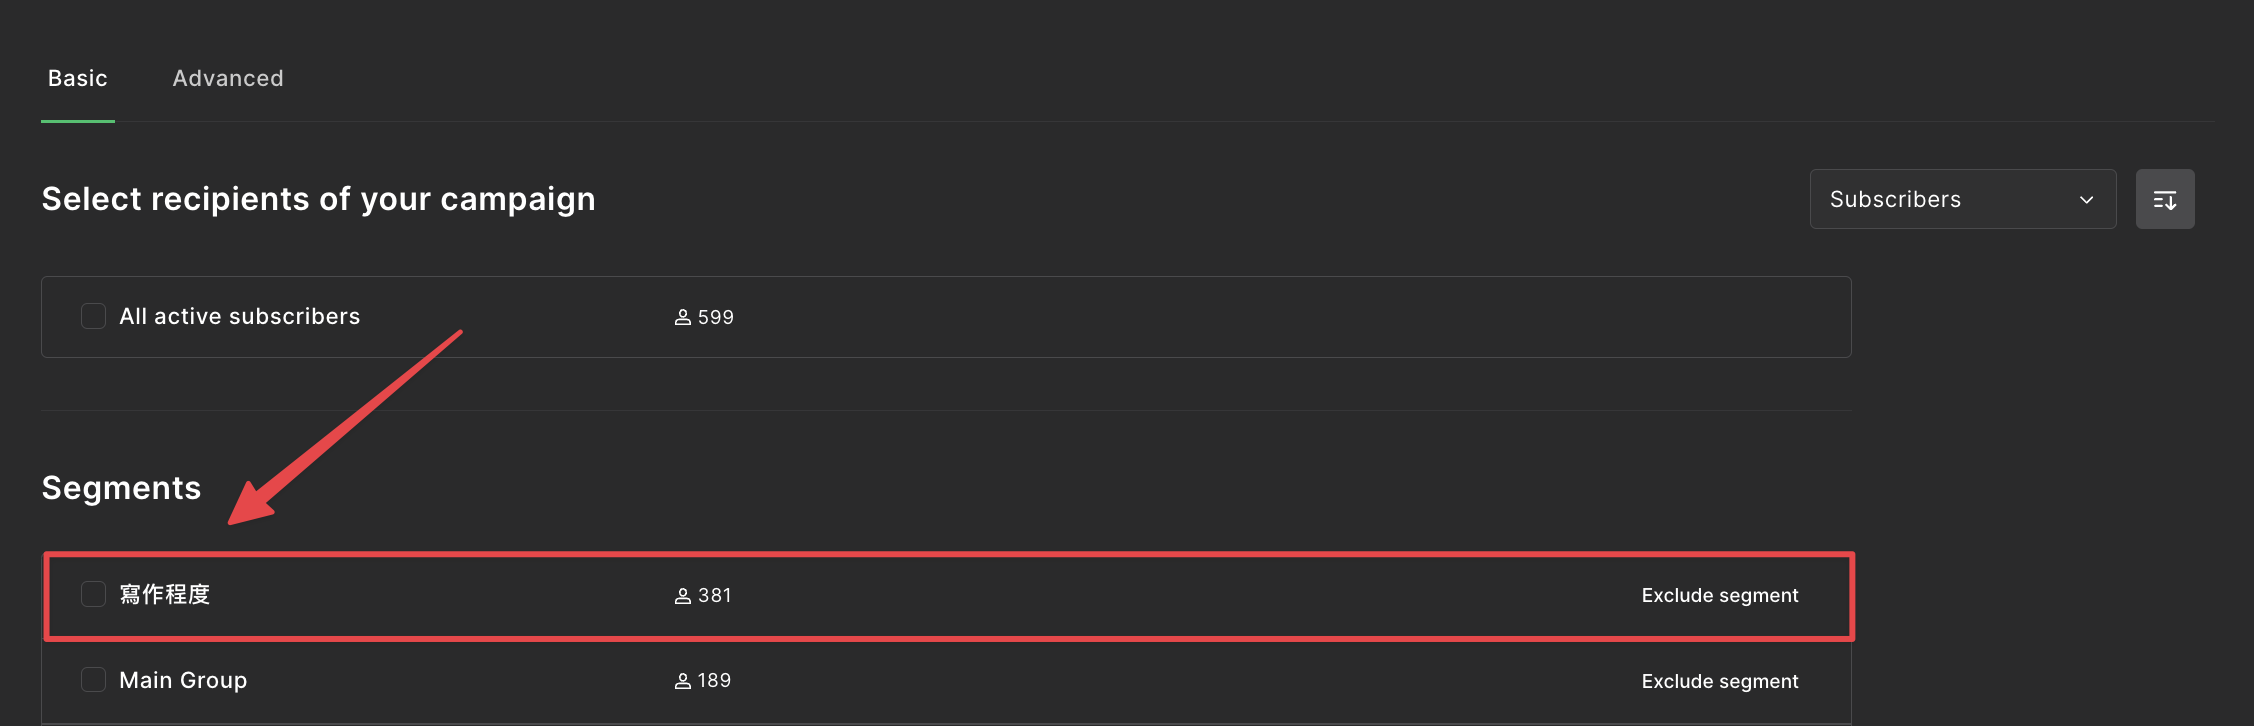 Basic Advanced
Select recipients of your campaign
Subscribers
All active subscribers 599
Segments
寫作程度 381 Exclude segment
Main Group 189 Exclude segment